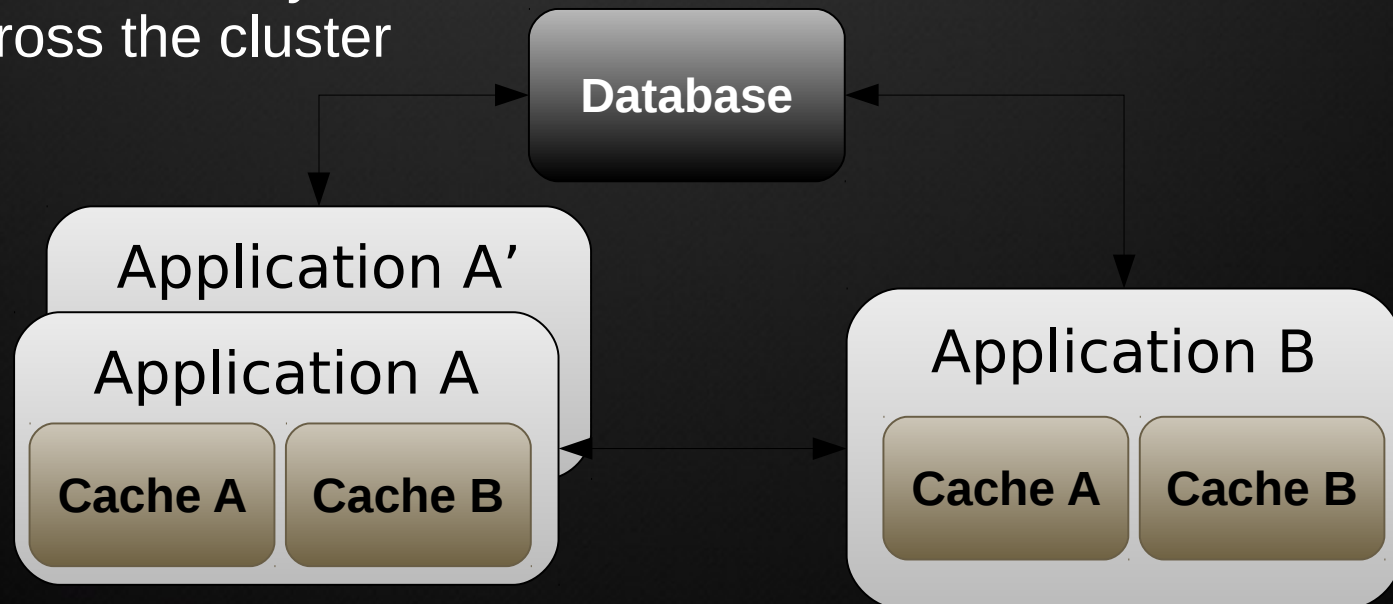 ross the cluster
Database
Application A’
Application A
Cache A
Cache B
Application B
Cache A
Cache B